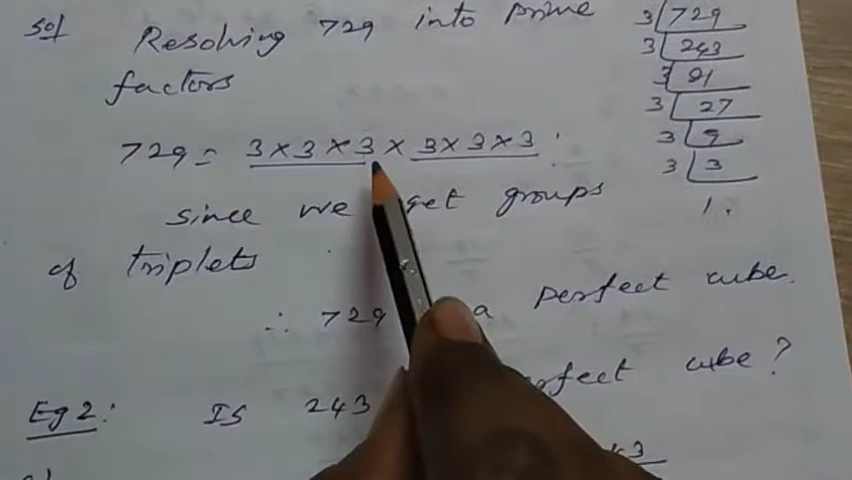 sol Resolving 729 into prime
factors
729 = 3 × 3 × 3 × 3 × 3 × 3
since we get groups
of triplets
∴ 729 a perfect cube.
Eg 2: Is 243 perfect cube?
3 729
3 243
3 81
3 27
3 9
3 3
1.